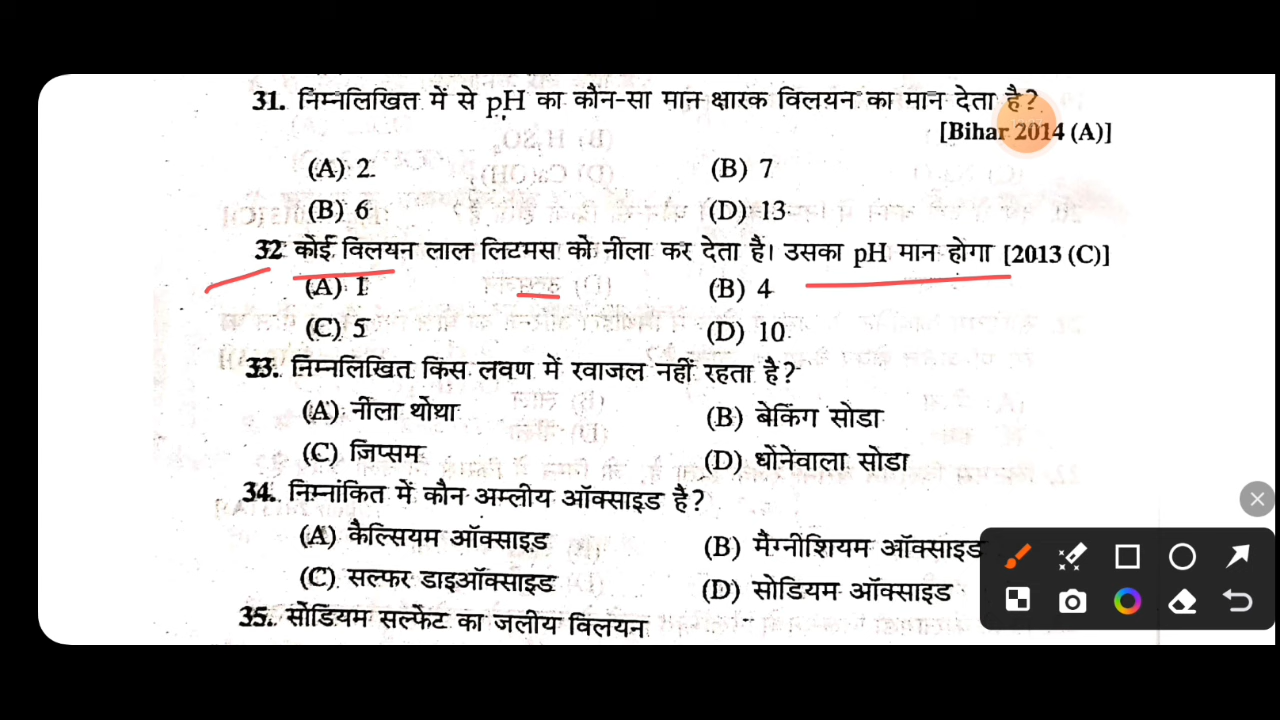 31. निम्नलिखित में से pH का कौन-सा मान क्षारक विलयन का मान देता है?
[Bihar 2014 (A)]
(A) 2
(B) 7
(B) 6
(D) 13
32 कोई विलयन लाल लिटमस को नीला कर देता है। उसका pH मान होगा [2013 (C)]
(A) 1
(B) 4
(C) 5
(D) 10
33. निम्नलिखित किस लवण में रवाजल नहीं रहता है?
(A) नीला थोथा
(B) बेकिंग सोडा
(C) जिप्सम
(D) धोनेवाला सोडा
34. निम्नांकित में कौन अम्लीय ऑक्साइड है?
(A) कैल्सियम ऑक्साइड
(B) मैग्नीशियम ऑक्साइड
(C) सल्फर डाइऑक्साइड
(D) सोडियम ऑक्साइड
35. सोडियम सल्फेट का जलीय विलयन